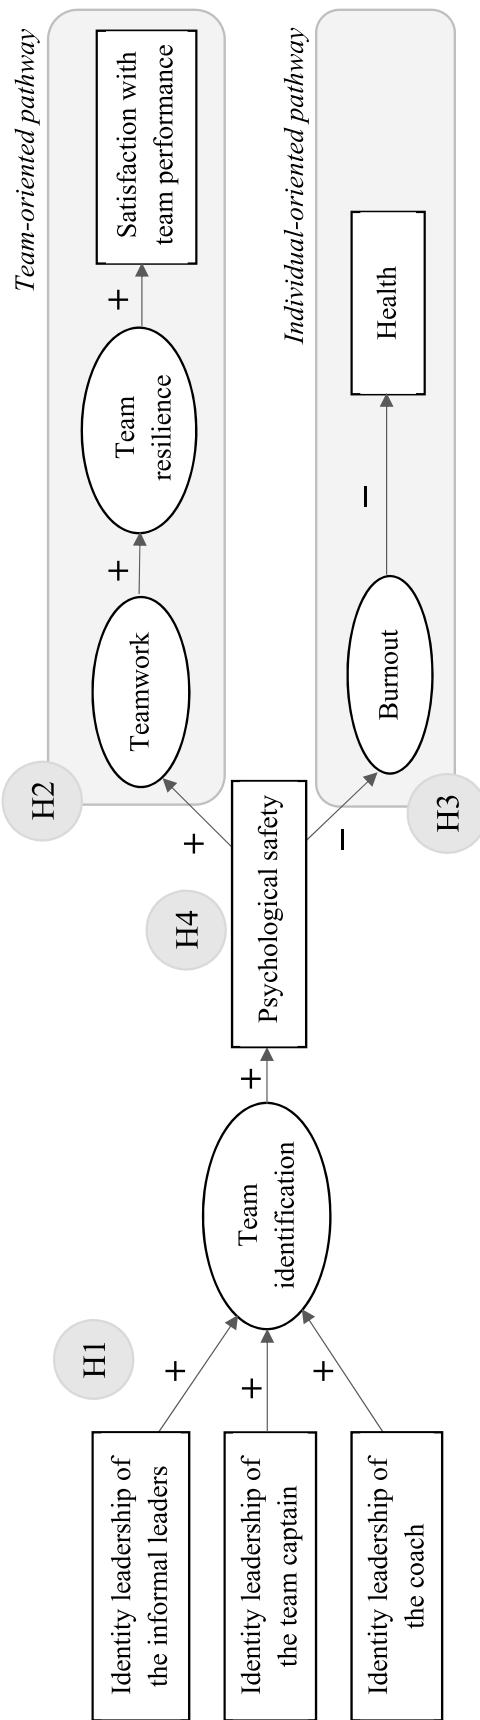 H1
Identity leadership of
the informal leaders
+
Identity leadership of
the team captain
+
Identity leadership of
the coach
+
Team
identification
+
H4
Psychological safety
+
–
H2
Team-oriented pathway
Teamwork
+
Team
resilience
+
Satisfaction with
team performance
H3
Individual-oriented pathway
Burnout
–
Health